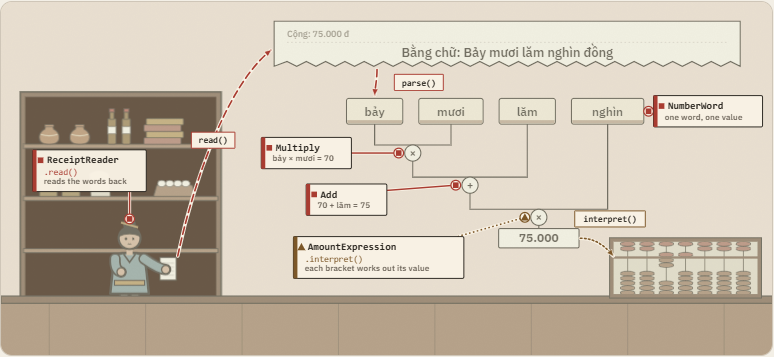 Cộng: 75.000 đ
Bằng chữ: Bảy mươi lăm nghìn đồng
parse()
bảy
mươi
lăm
nghìn
NumberWord
one word, one value
read()
Multiply
bảy × mươi = 70
×
ReceiptReader
.read()
reads the words back
Add
70 + lăm = 75
+
×
interpret()
75.000
AmountExpression
.interpret()
each bracket works out its value